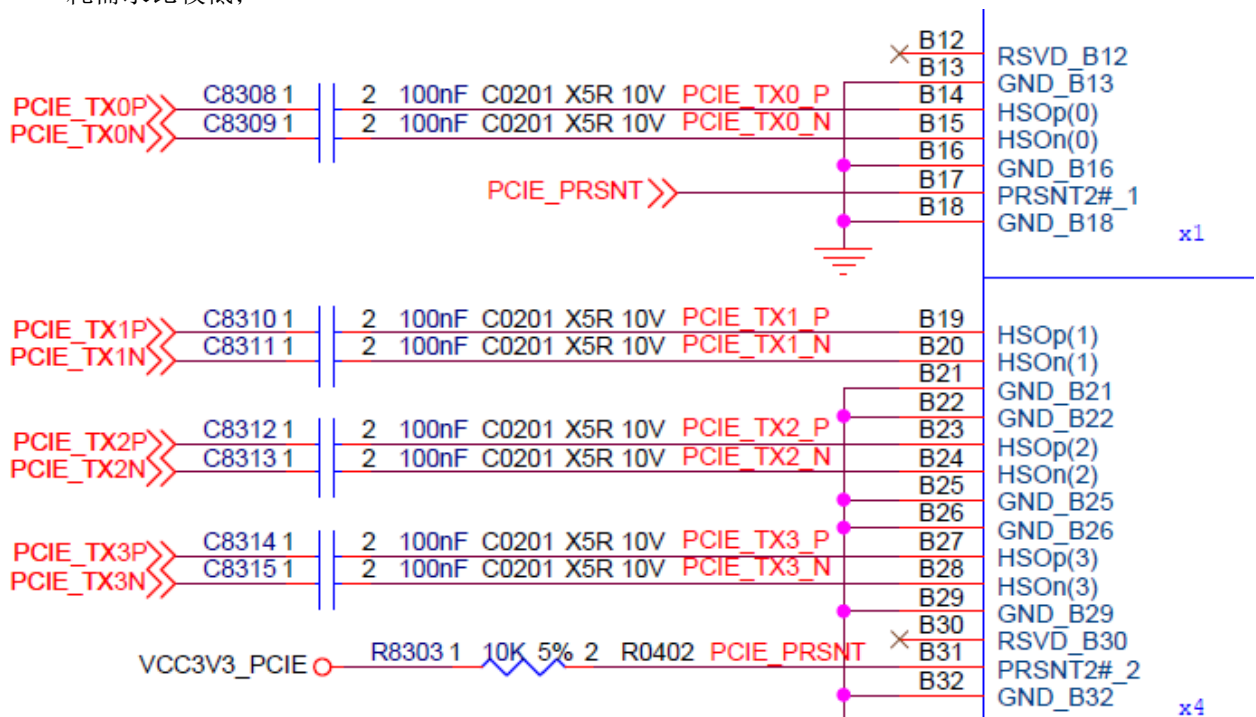 B12 RSVD_B12
B13 GND_B13
PCIE_TX0P C8308 1 2 100nF C0201 X5R 10V PCIE_TX0_P B14 HSOp(0)
PCIE_TX0N C8309 1 2 100nF C0201 X5R 10V PCIE_TX0_N B15 HSOn(0)
B16 GND_B16
PCIE_PRSNT B17 PRSNT2#_1
B18 GND_B18
x1
PCIE_TX1P C8310 1 2 100nF C0201 X5R 10V PCIE_TX1_P B19 HSOp(1)
PCIE_TX1N C8311 1 2 100nF C0201 X5R 10V PCIE_TX1_N B20 HSOn(1)
B21 GND_B21
B22 GND_B22
PCIE_TX2P C8312 1 2 100nF C0201 X5R 10V PCIE_TX2_P B23 HSOp(2)
PCIE_TX2N C8313 1 2 100nF C0201 X5R 10V PCIE_TX2_N B24 HSOn(2)
B25 GND_B25
B26 GND_B26
PCIE_TX3P C8314 1 2 100nF C0201 X5R 10V PCIE_TX3_P B27 HSOp(3)
PCIE_TX3N C8315 1 2 100nF C0201 X5R 10V PCIE_TX3_N B28 HSOn(3)
B29 GND_B29
B30 RSVD_B30
VCC3V3_PCIE R8303 1 10K 5% 2 R0402 PCIE_PRSNT B31 PRSNT2#_2
B32 GND_B32
x4